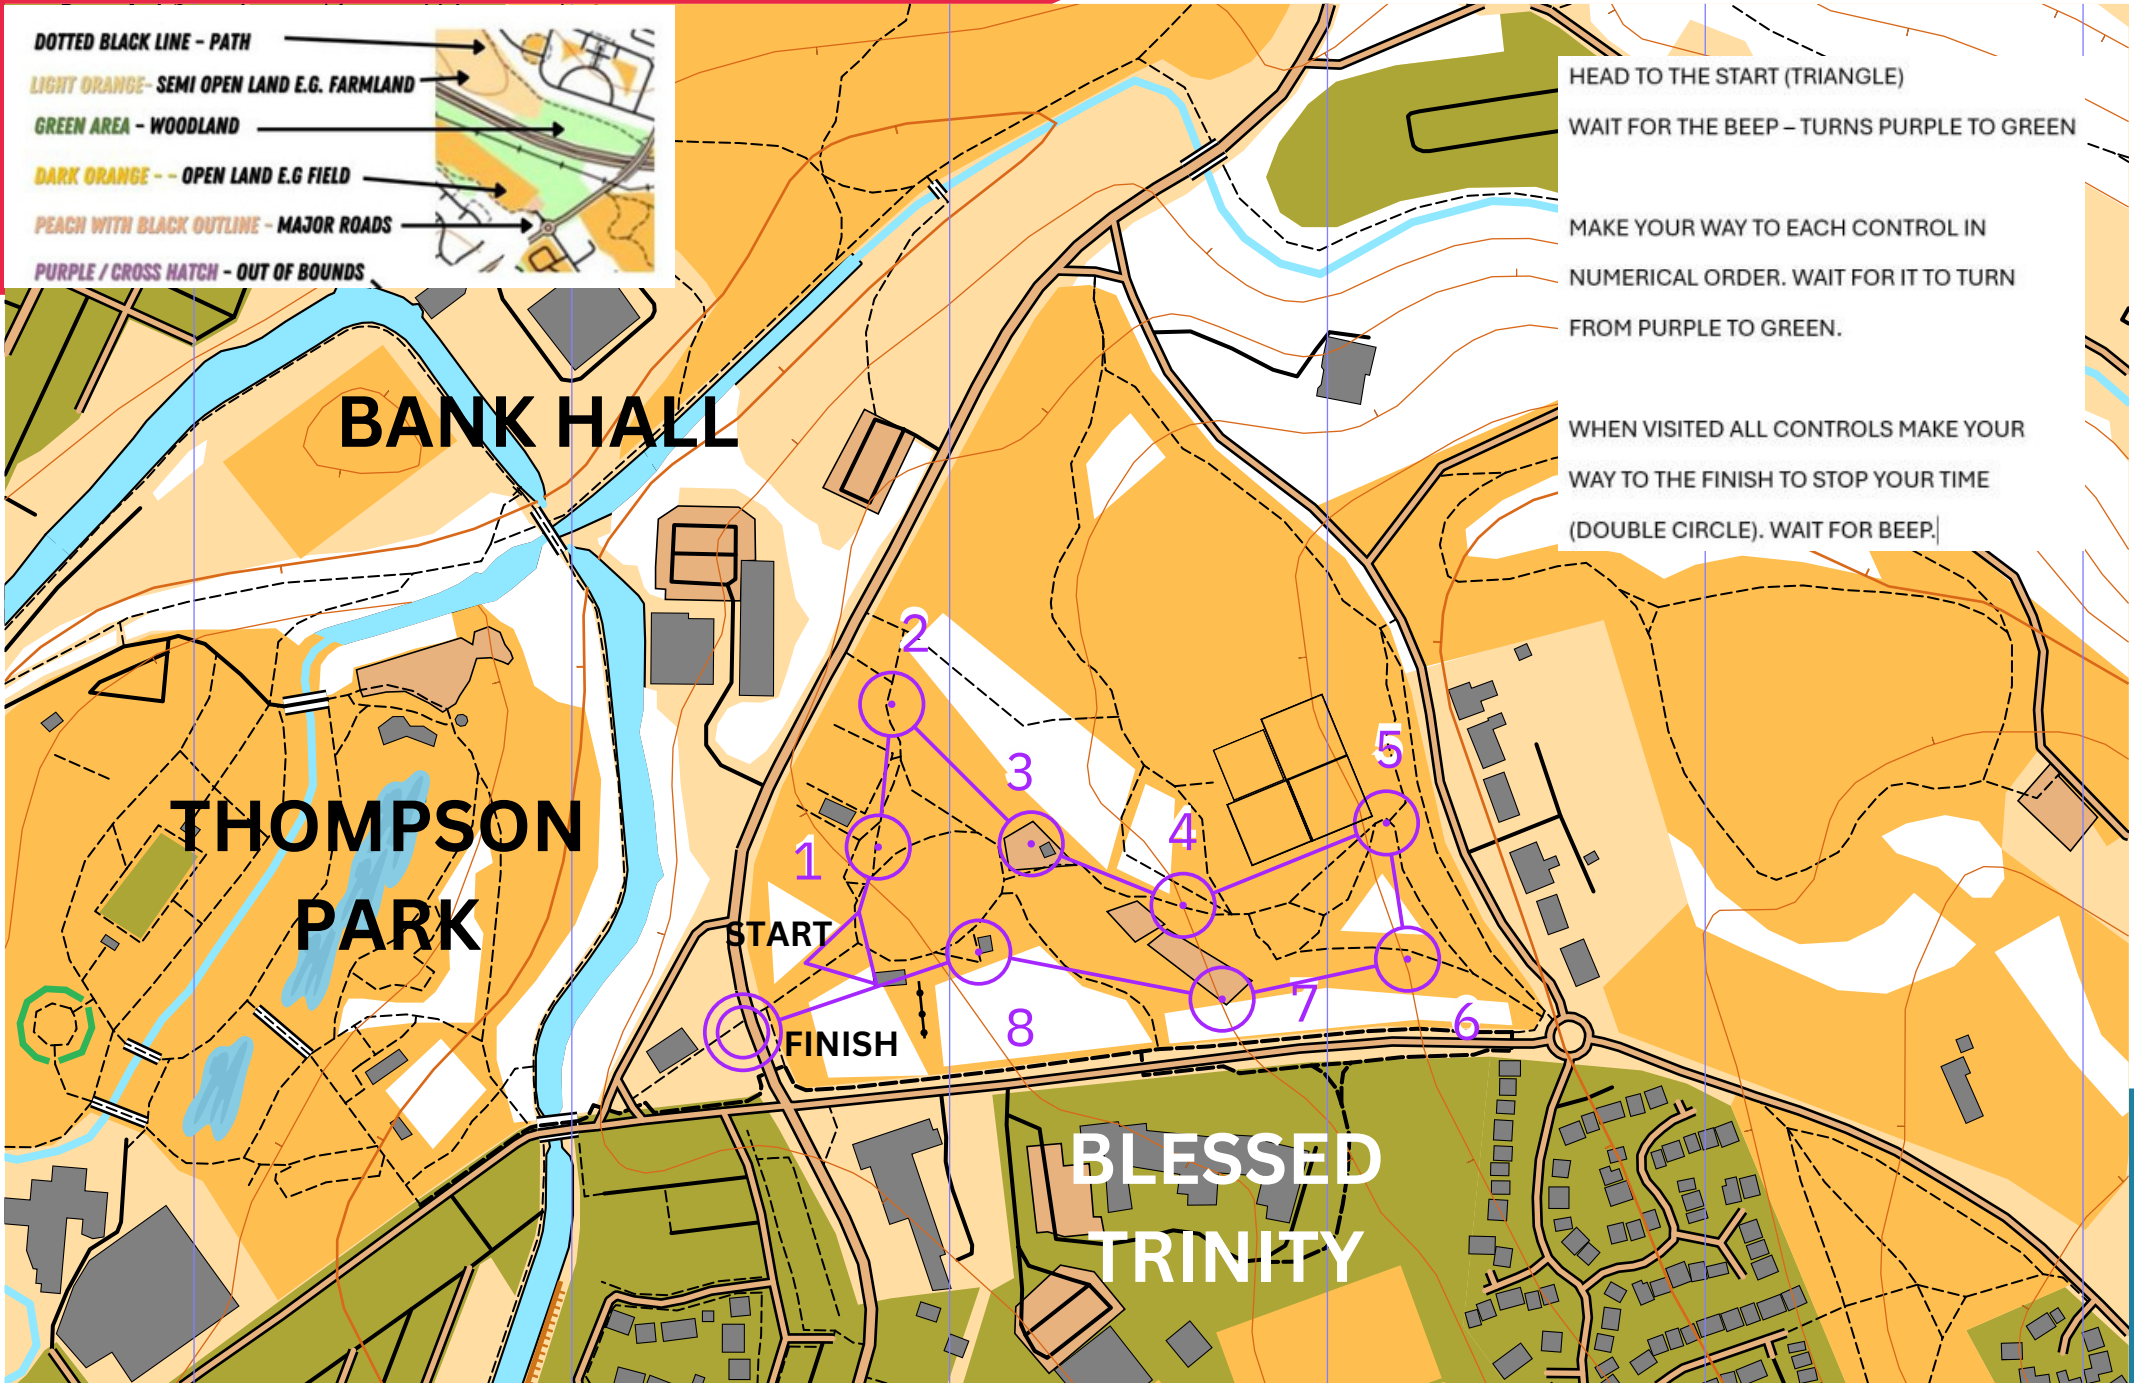 DOTTED BLACK LINE - PATH
LIGHT ORANGE- SEMI OPEN LAND E.G. FARMLAND
GREEN AREA - WOODLAND
DARK ORANGE - - OPEN LAND E.G FIELD
PEACH WITH BLACK OUTLINE - MAJOR ROADS
PURPLE / CROSS HATCH - OUT OF BOUNDS
HEAD TO THE START (TRIANGLE)
WAIT FOR THE BEEP – TURNS PURPLE TO GREEN
MAKE YOUR WAY TO EACH CONTROL IN
NUMERICAL ORDER. WAIT FOR IT TO TURN
FROM PURPLE TO GREEN.
WHEN VISITED ALL CONTROLS MAKE YOUR
WAY TO THE FINISH TO STOP YOUR TIME
(DOUBLE CIRCLE). WAIT FOR BEEP.
BANK HALL
2
3
5
4
1
THOMPSON
PARK
START
7
6
8
FINISH
BLESSED
TRINITY